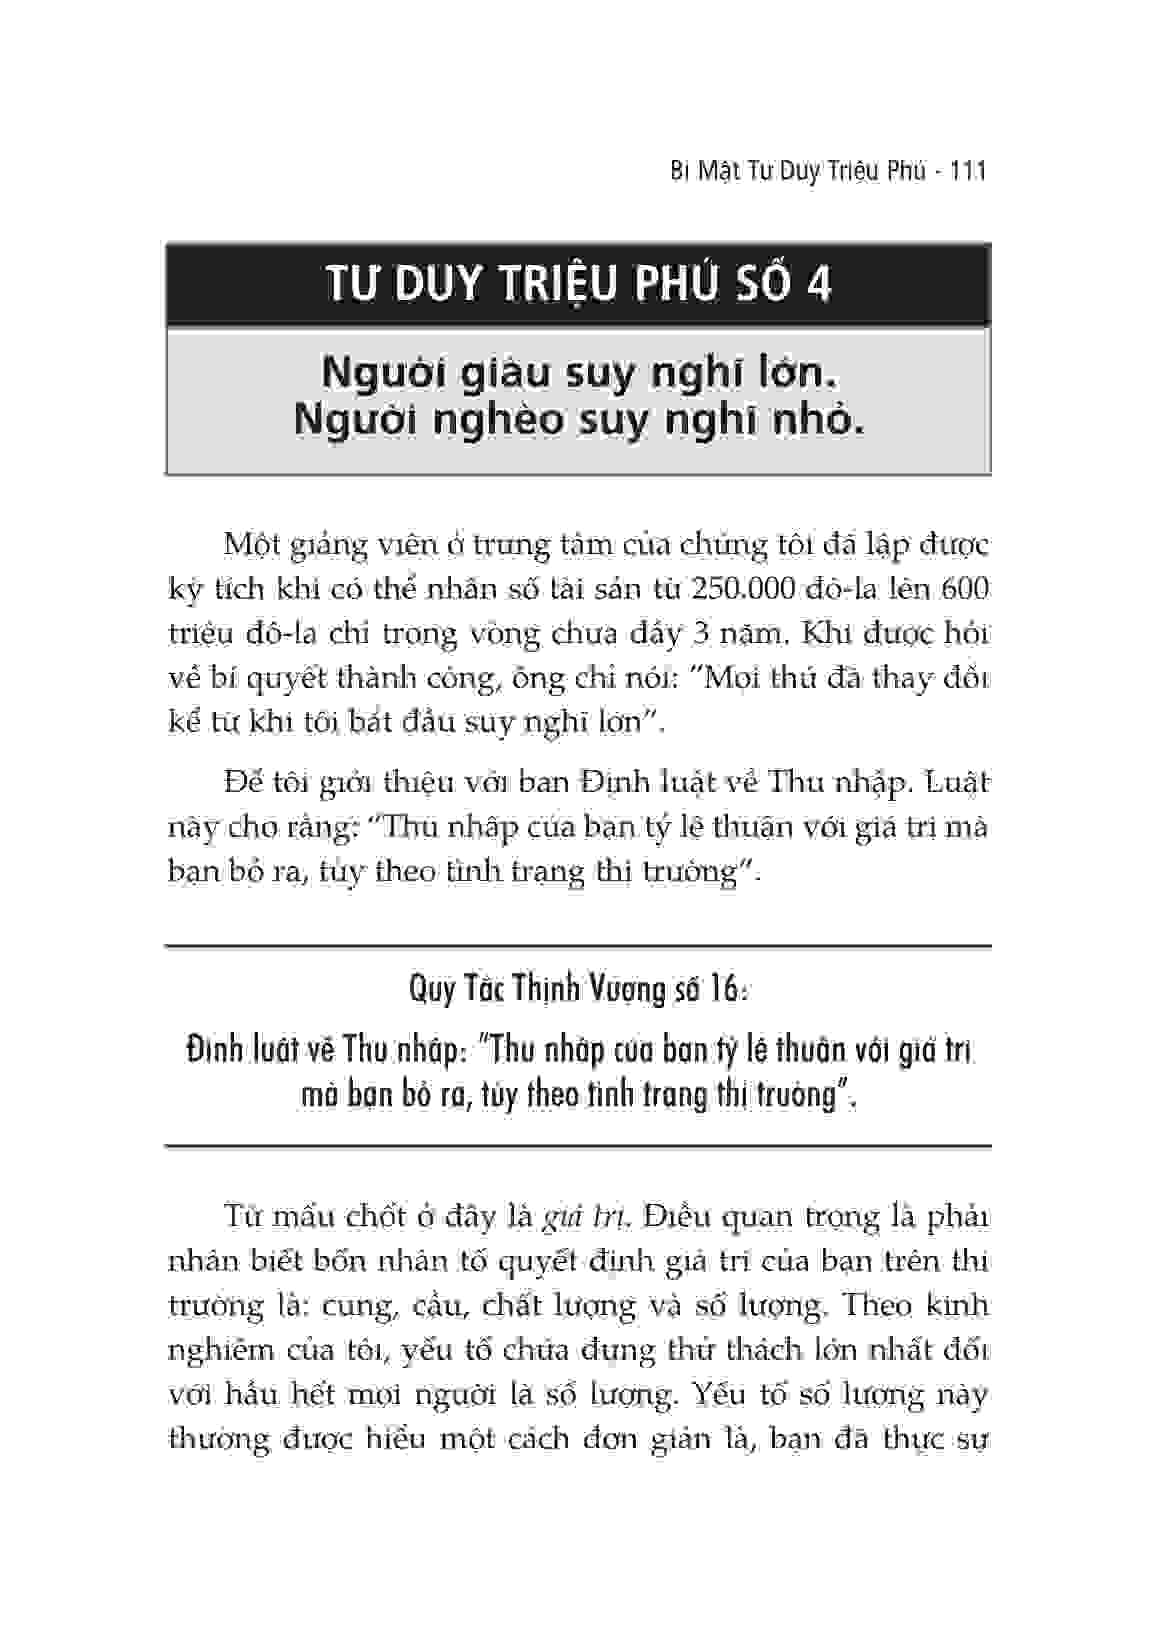 Bí Mật Tư Duy Triệu Phú - 111
TƯ DUY TRIỆU PHÚ SỐ 4
Người giàu suy nghĩ lớn.
Người nghèo suy nghĩ nhỏ.
Một giảng viên ở trung tâm của chúng tôi đã lập được
kỳ tích khi có thể nhân số tài sản từ 250.000 đô-la lên 600
triệu đô-la chỉ trong vòng chưa đầy 3 năm. Khi được hỏi
về bí quyết thành công, ông chỉ nói: “Mọi thứ đã thay đổi
kể từ khi tôi bắt đầu suy nghĩ lớn”.
Để tôi giới thiệu với bạn Định luật về Thu nhập. Luật
này cho rằng: “Thu nhập của bạn tỷ lệ thuận với giá trị mà
bạn bỏ ra, tùy theo tình trạng thị trường”.
Quy Tắc Thịnh Vượng số 16:
Định luật về Thu nhập: “Thu nhập của bạn tỷ lệ thuận với giá trị
mà bạn bỏ ra, tùy theo tình trạng thị trường”.
Từ mấu chốt ở đây là giá trị. Điều quan trọng là phải
nhận biết bốn nhân tố quyết định giá trị của bạn trên thị
trường là: cung, cầu, chất lượng và số lượng. Theo kinh
nghiệm của tôi, yếu tố chứa đựng thử thách lớn nhất đối
với hầu hết mọi người là số lượng. Yếu tố số lượng này
thường được hiểu một cách đơn giản là, bạn đã thực sự